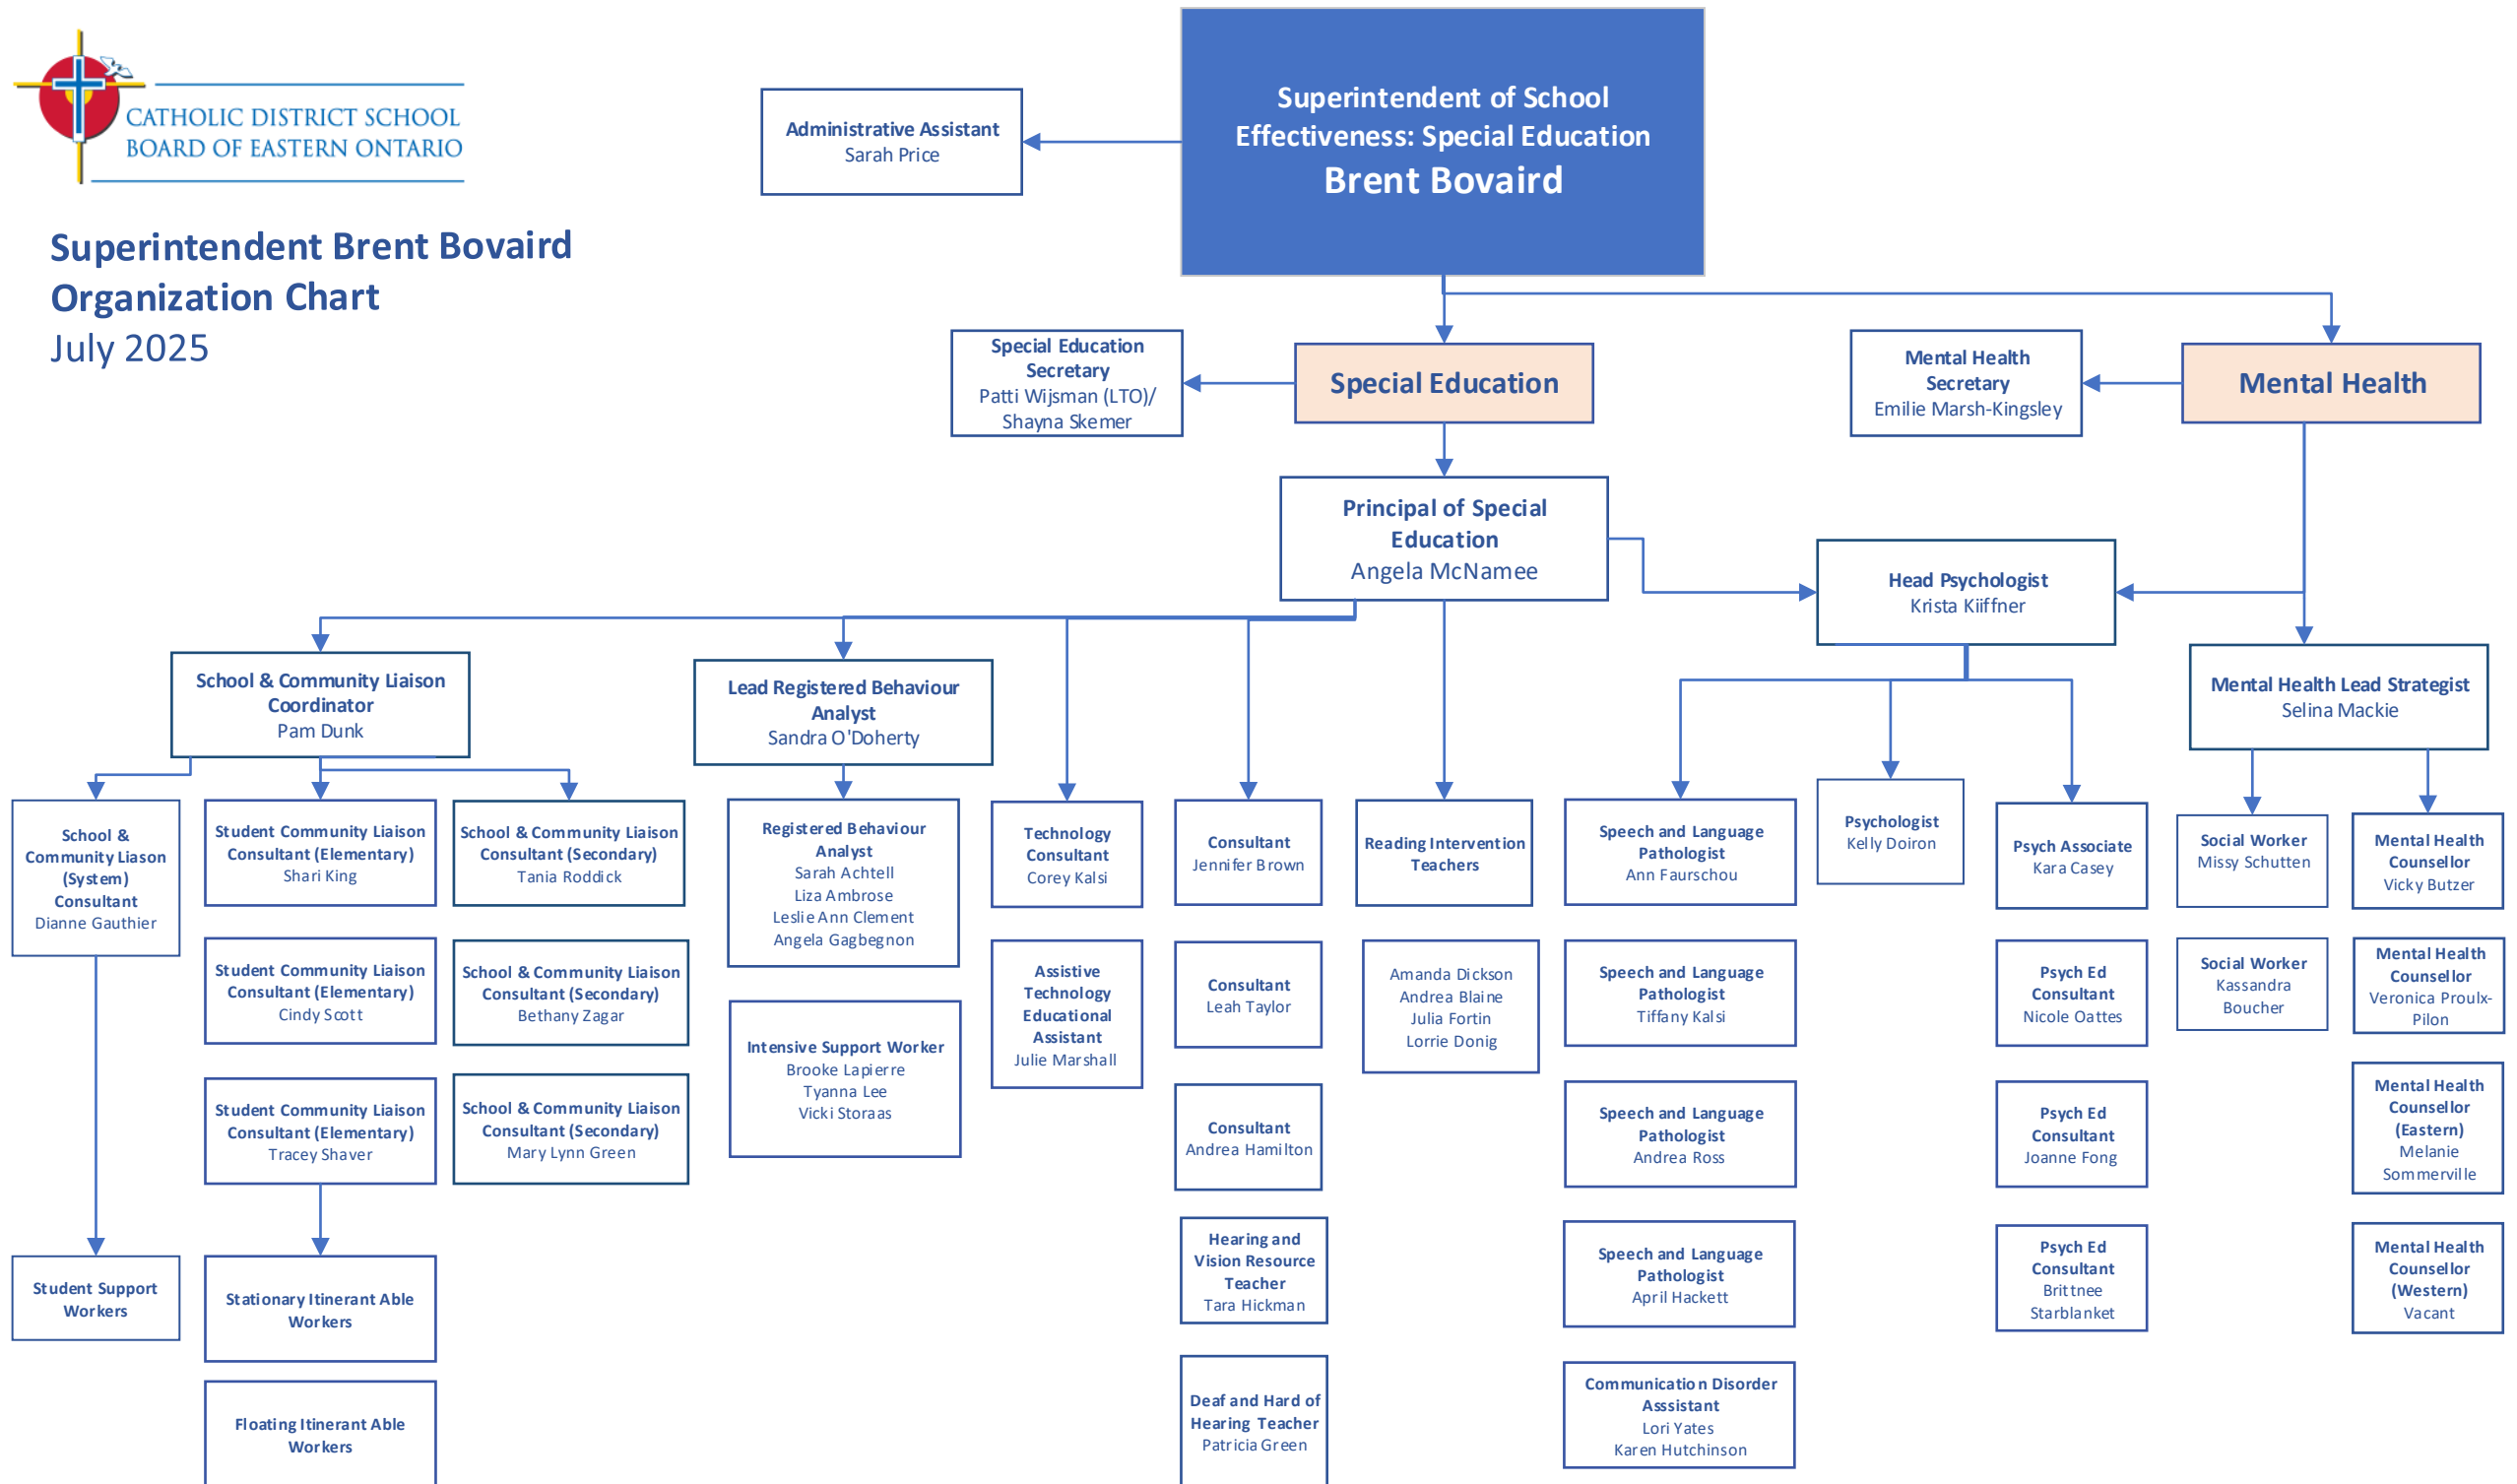 CATHOLIC DISTRICT SCHOOL
BOARD OF EASTERN ONTARIO
Superintendent Brent Bovaird
Organization Chart
July 2025
Superintendent of School
Effectiveness: Special Education
Brent Bovaird
Administrative Assistant
Sarah Price
Special Education
Secretary
Patti Wijsman (LTO)/
Shayna Skemer
Special Education
Mental Health
Secretary
Emilie Marsh-Kingsley
Mental Health
Principal of Special
Education
Angela McNamee
Head Psychologist
Krista Kiiffner
School & Community Liaison
Coordinator
Pam Dunk
Lead Registered Behaviour
Analyst
Sandra O'Doherty
Mental Health Lead Strategist
Selina Mackie
School &
Community Liason
(System)
Consultant
Dianne Gauthier
Student Support
Workers
Student Community Liaison
Consultant (Elementary)
Shari King
Student Community Liaison
Consultant (Elementary)
Cindy Scott
Student Community Liaison
Consultant (Elementary)
Tracey Shaver
Stationary Itinerant Able
Workers
Floating Itinerant Able
Workers
School & Community Liaison
Consultant (Secondary)
Tania Roddick
School & Community Liaison
Consultant (Secondary)
Bethany Zagar
School & Community Liaison
Consultant (Secondary)
Mary Lynn Green
Registered Behaviour
Analyst
Sarah Achtell
Liza Ambrose
Leslie Ann Clement
Angela Gagbegnon
Intensive Support Worker
Brooke Lapierre
Tyanna Lee
Vicki Storaas
Technology
Consultant
Corey Kalsi
Assistive
Technology
Educational
Assistant
Julie Marshall
Consultant
Jennifer Brown
Consultant
Leah Taylor
Consultant
Andrea Hamilton
Hearing and
Vision Resource
Teacher
Tara Hickman
Deaf and Hard of
Hearing Teacher
Patricia Green
Reading Intervention
Teachers
Amanda Dickson
Andrea Blaine
Julia Fortin
Lorrie Donig
Speech and Language
Pathologist
Ann Faurschou
Speech and Language
Pathologist
Tiffany Kalsi
Speech and Language
Pathologist
Andrea Ross
Speech and Language
Pathologist
April Hackett
Communication Disorder
Asssistant
Lori Yates
Karen Hutchinson
Psychologist
Kelly Doiron
Psych Associate
Kara Casey
Psych Ed
Consultant
Nicole Oattes
Psych Ed
Consultant
Joanne Fong
Psych Ed
Consultant
Brittnee
Starblanket
Social Worker
Missy Schutten
Social Worker
Kassandra
Boucher
Mental Health
Counsellor
Vicky Butzer
Mental Health
Counsellor
Veronica Proulx-
Pilon
Mental Health
Counsellor
(Eastern)
Melanie
Sommerville
Mental Health
Counsellor
(Western)
Vacant